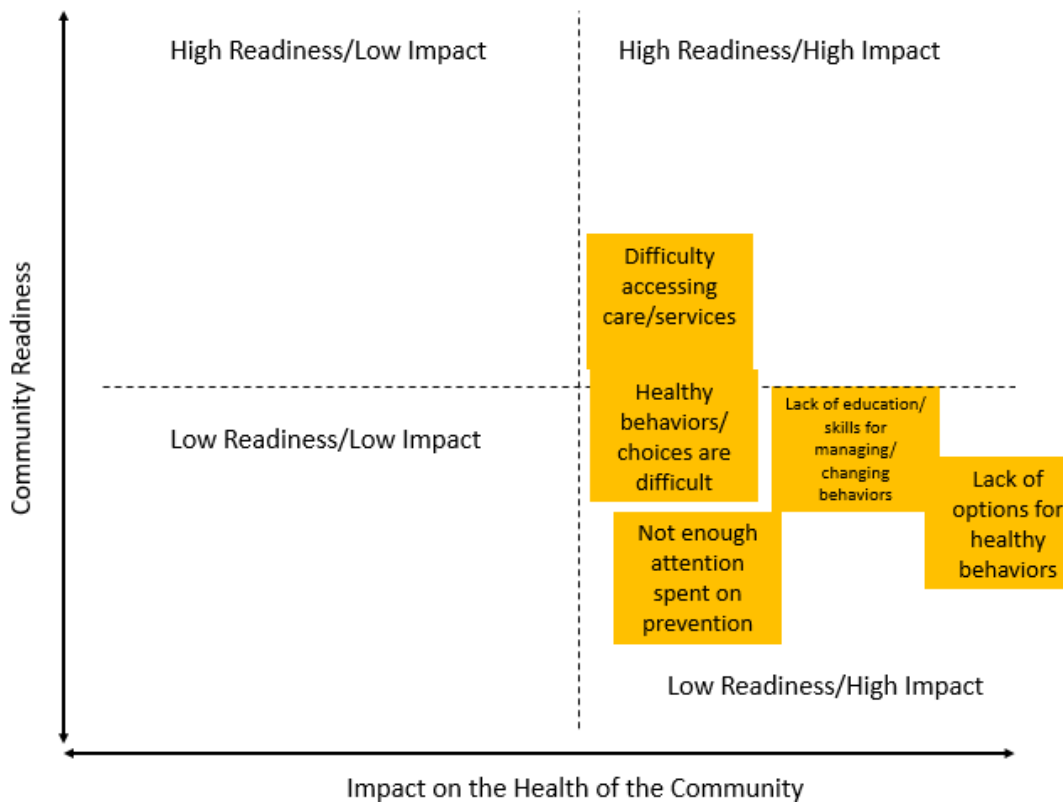 High Readiness/Low Impact
High Readiness/High Impact
Difficulty
accessing
care/services
Community Readiness
Low Readiness/Low Impact
Healthy
behaviors/
choices are
difficult
Lack of education/
skills for
managing/
changing
behaviors
Lack of
options for
healthy
behaviors
Not enough
attention
spent on
prevention
Low Readiness/High Impact
Impact on the Health of the Community